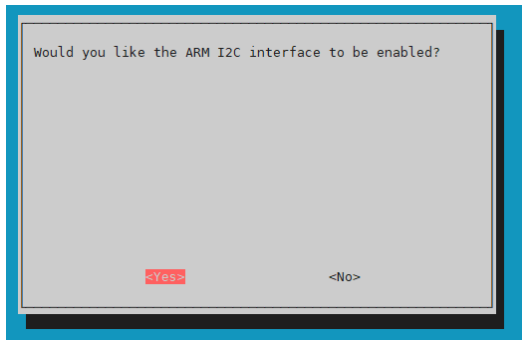 Would you like the ARM I2C interface to be enabled?
<Yes> <No>